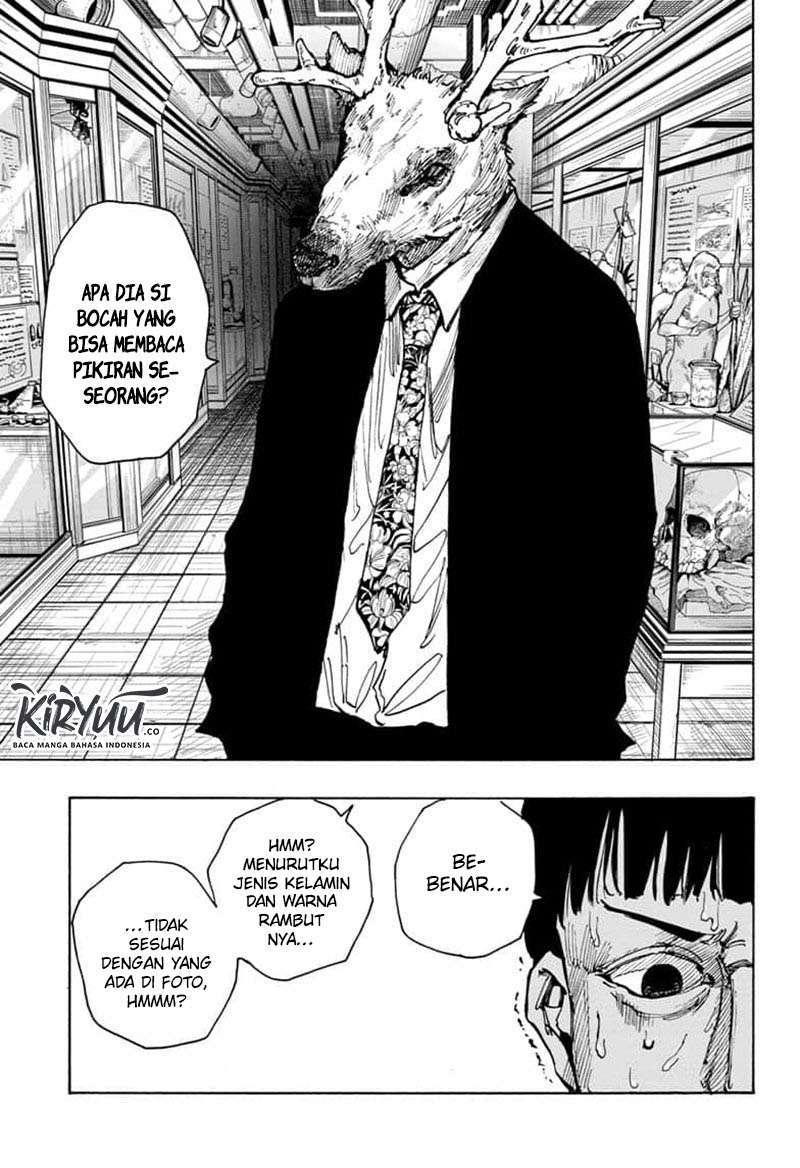 APA DIA SI
BOCAH YANG
BISA MEMBACA
PIKIRAN SE-
SEORANG?
KiRYUU.CO
BACA MANGA BAHASA INDONESIA
BE-
BENAR...
HMM?
MENURUTKU
JENIS KELAMIN
DAN WARNA
RAMBUT
NYA...
...TIDAK
SESUAI
DENGAN YANG
ADA DI FOTO,
HMMM?